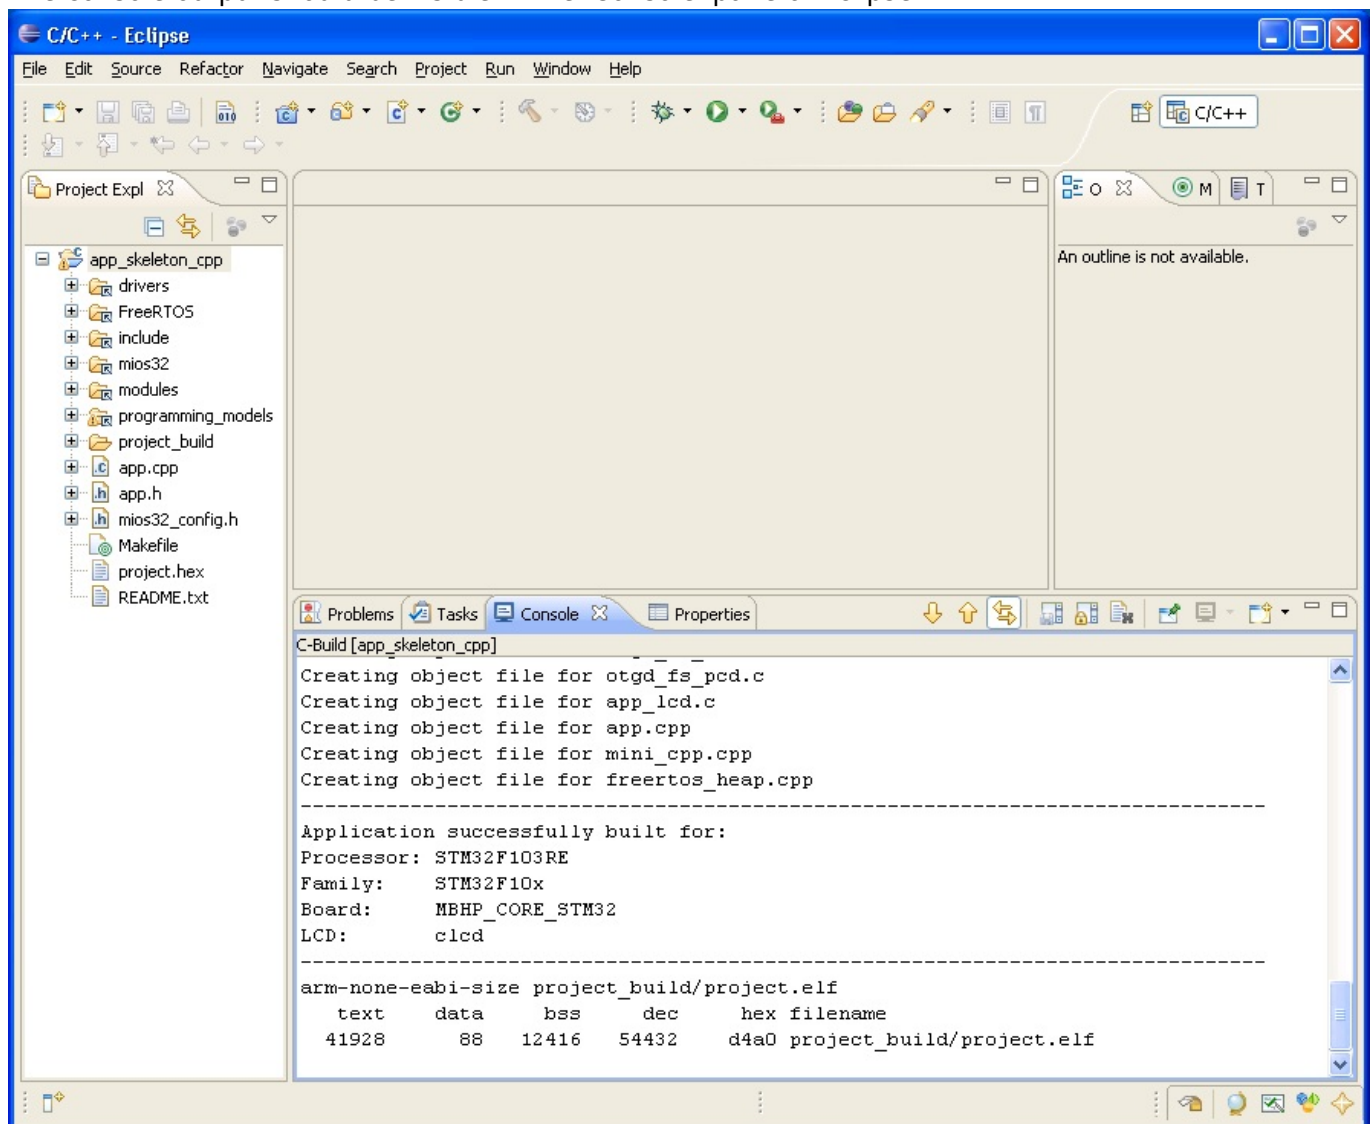 C/C++ - Eclipse
File Edit Source Refactor Navigate Search Project Run Window Help
C/C++
Project Expl
O
M
T
An outline is not available.
app_skeleton_cpp
drivers
FreeRTOS
include
mios32
modules
programming_models
project_build
app.cpp
app.h
mios32_config.h
Makefile
project.hex
README.txt
Problems Tasks Console Properties
C-Build [app_skeleton_cpp]
Creating object file for otgd_fs_pcd.c
Creating object file for app_lcd.c
Creating object file for app.cpp
Creating object file for mini_cpp.cpp
Creating object file for freertos_heap.cpp
-------------------------------------------------------------------------------
Application successfully built for:
Processor: STM32F103RE
Family: STM32F10x
Board: MBHP_CORE_STM32
LCD: clcd
-------------------------------------------------------------------------------
arm-none-eabi-size project_build/project.elf
text data bss dec hex filename
41928 88 12416 54432 d4a0 project_build/project.elf